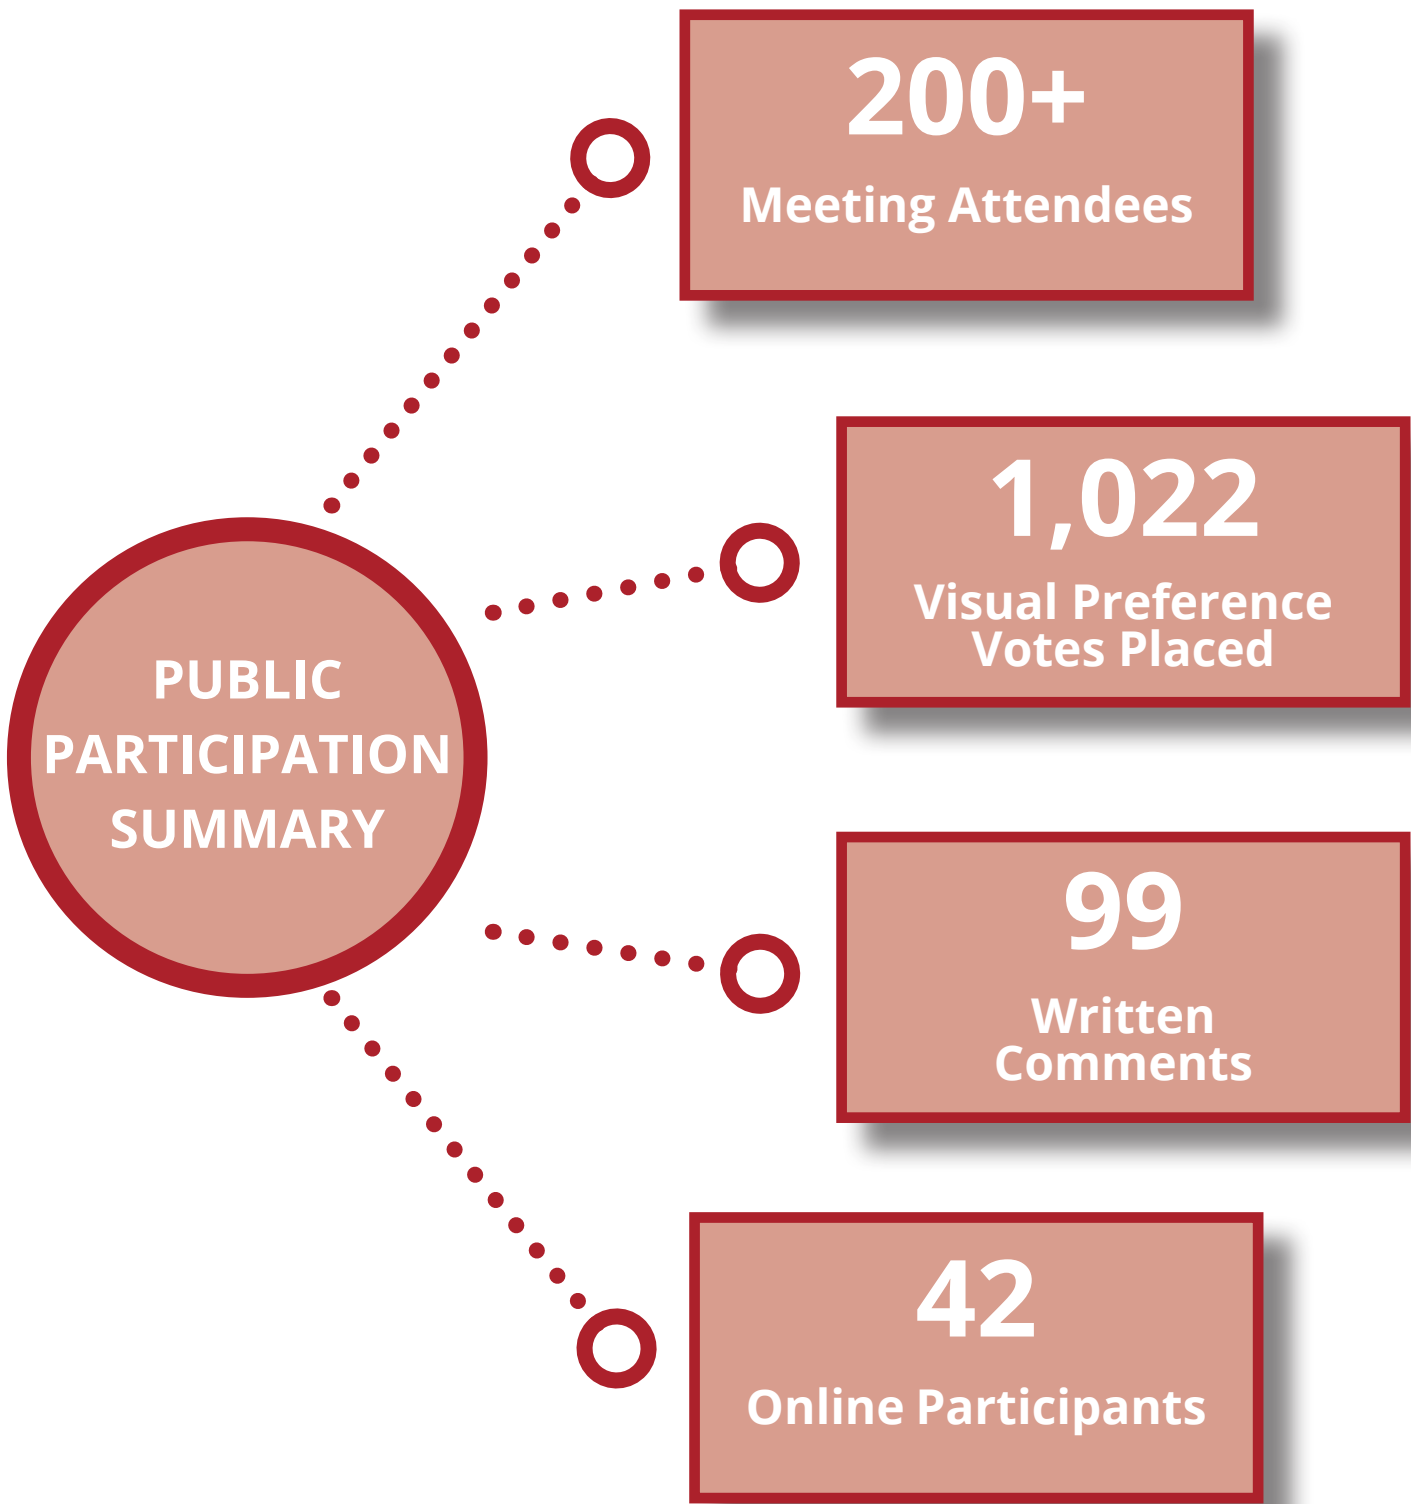 200+
Meeting Attendees
1,022
Visual Preference
Votes Placed
PUBLIC
PARTICIPATION
SUMMARY
99
Written
Comments
42
Online Participants